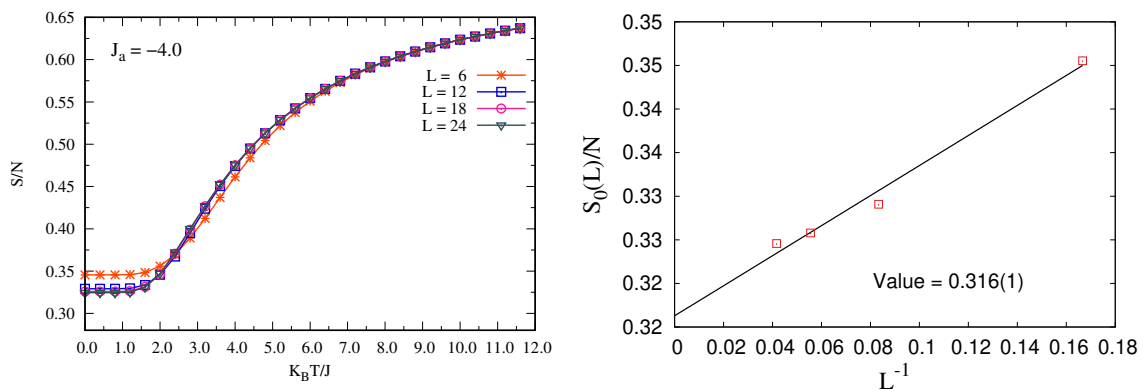 0.65
0.60
0.55
0.50
0.45
0.40
0.35
0.30
S/N
J_a = −4.0
L = 6
L = 12
L = 18
L = 24
0.0 1.0 2.0 3.0 4.0 5.0 6.0 7.0 8.0 9.0 10.0 11.0 12.0
K_BT/J
0.35
0.35
0.34
0.34
0.33
0.33
0.32
0.32
S_0(L)/N
Value = 0.316(1)
0 0.02 0.04 0.06 0.08 0.1 0.12 0.14 0.16 0.18
L^{-1}